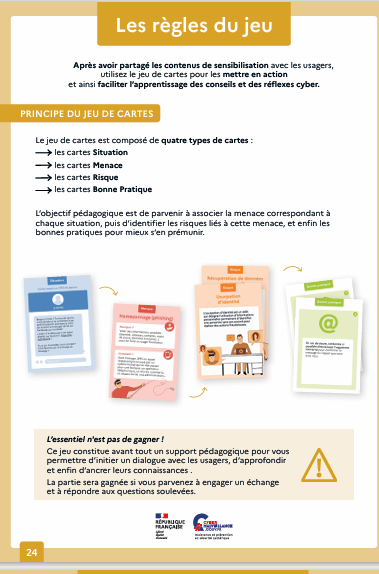 Les règles du jeu
Après avoir partagé les contenus de sensibilisation avec les usagers,
utilisez le jeu de cartes pour les mettre en action
et ainsi faciliter l'apprentissage des conseils et des réflexes cyber.
PRINCIPE DU JEU DE CARTES
Le jeu de cartes est composé de quatre types de cartes :
les cartes Situation
les cartes Menace
les cartes Risque
les cartes Bonne Pratique
L'objectif pédagogique est de parvenir à associer la menace correspondant à
chaque situation, puis d'identifier les risques liés à cette menace, et enfin les
bonnes pratiques pour mieux s'en prémunir.
Situation
Menace
Hameçonnage (phishing)
Risque
Récupération de données
Risque
Usurpation
d'identité
Bonne pratique
Bonne pratique
@
L'essentiel n'est pas de gagner !
Ce jeu constitue avant tout un support pédagogique pour vous
permettre d'initier un dialogue avec les usagers, d'approfondir
et enfin d'ancrer leurs connaissances .
La partie sera gagnée si vous parvenez à engager un échange
et à répondre aux questions soulevées.
RÉPUBLIQUE
FRANÇAISE
Liberté
Égalité
Fraternité
CYBER
MALVEILLANCE
.GOUV.FR
Assistance et prévention
en sécurité numérique
24